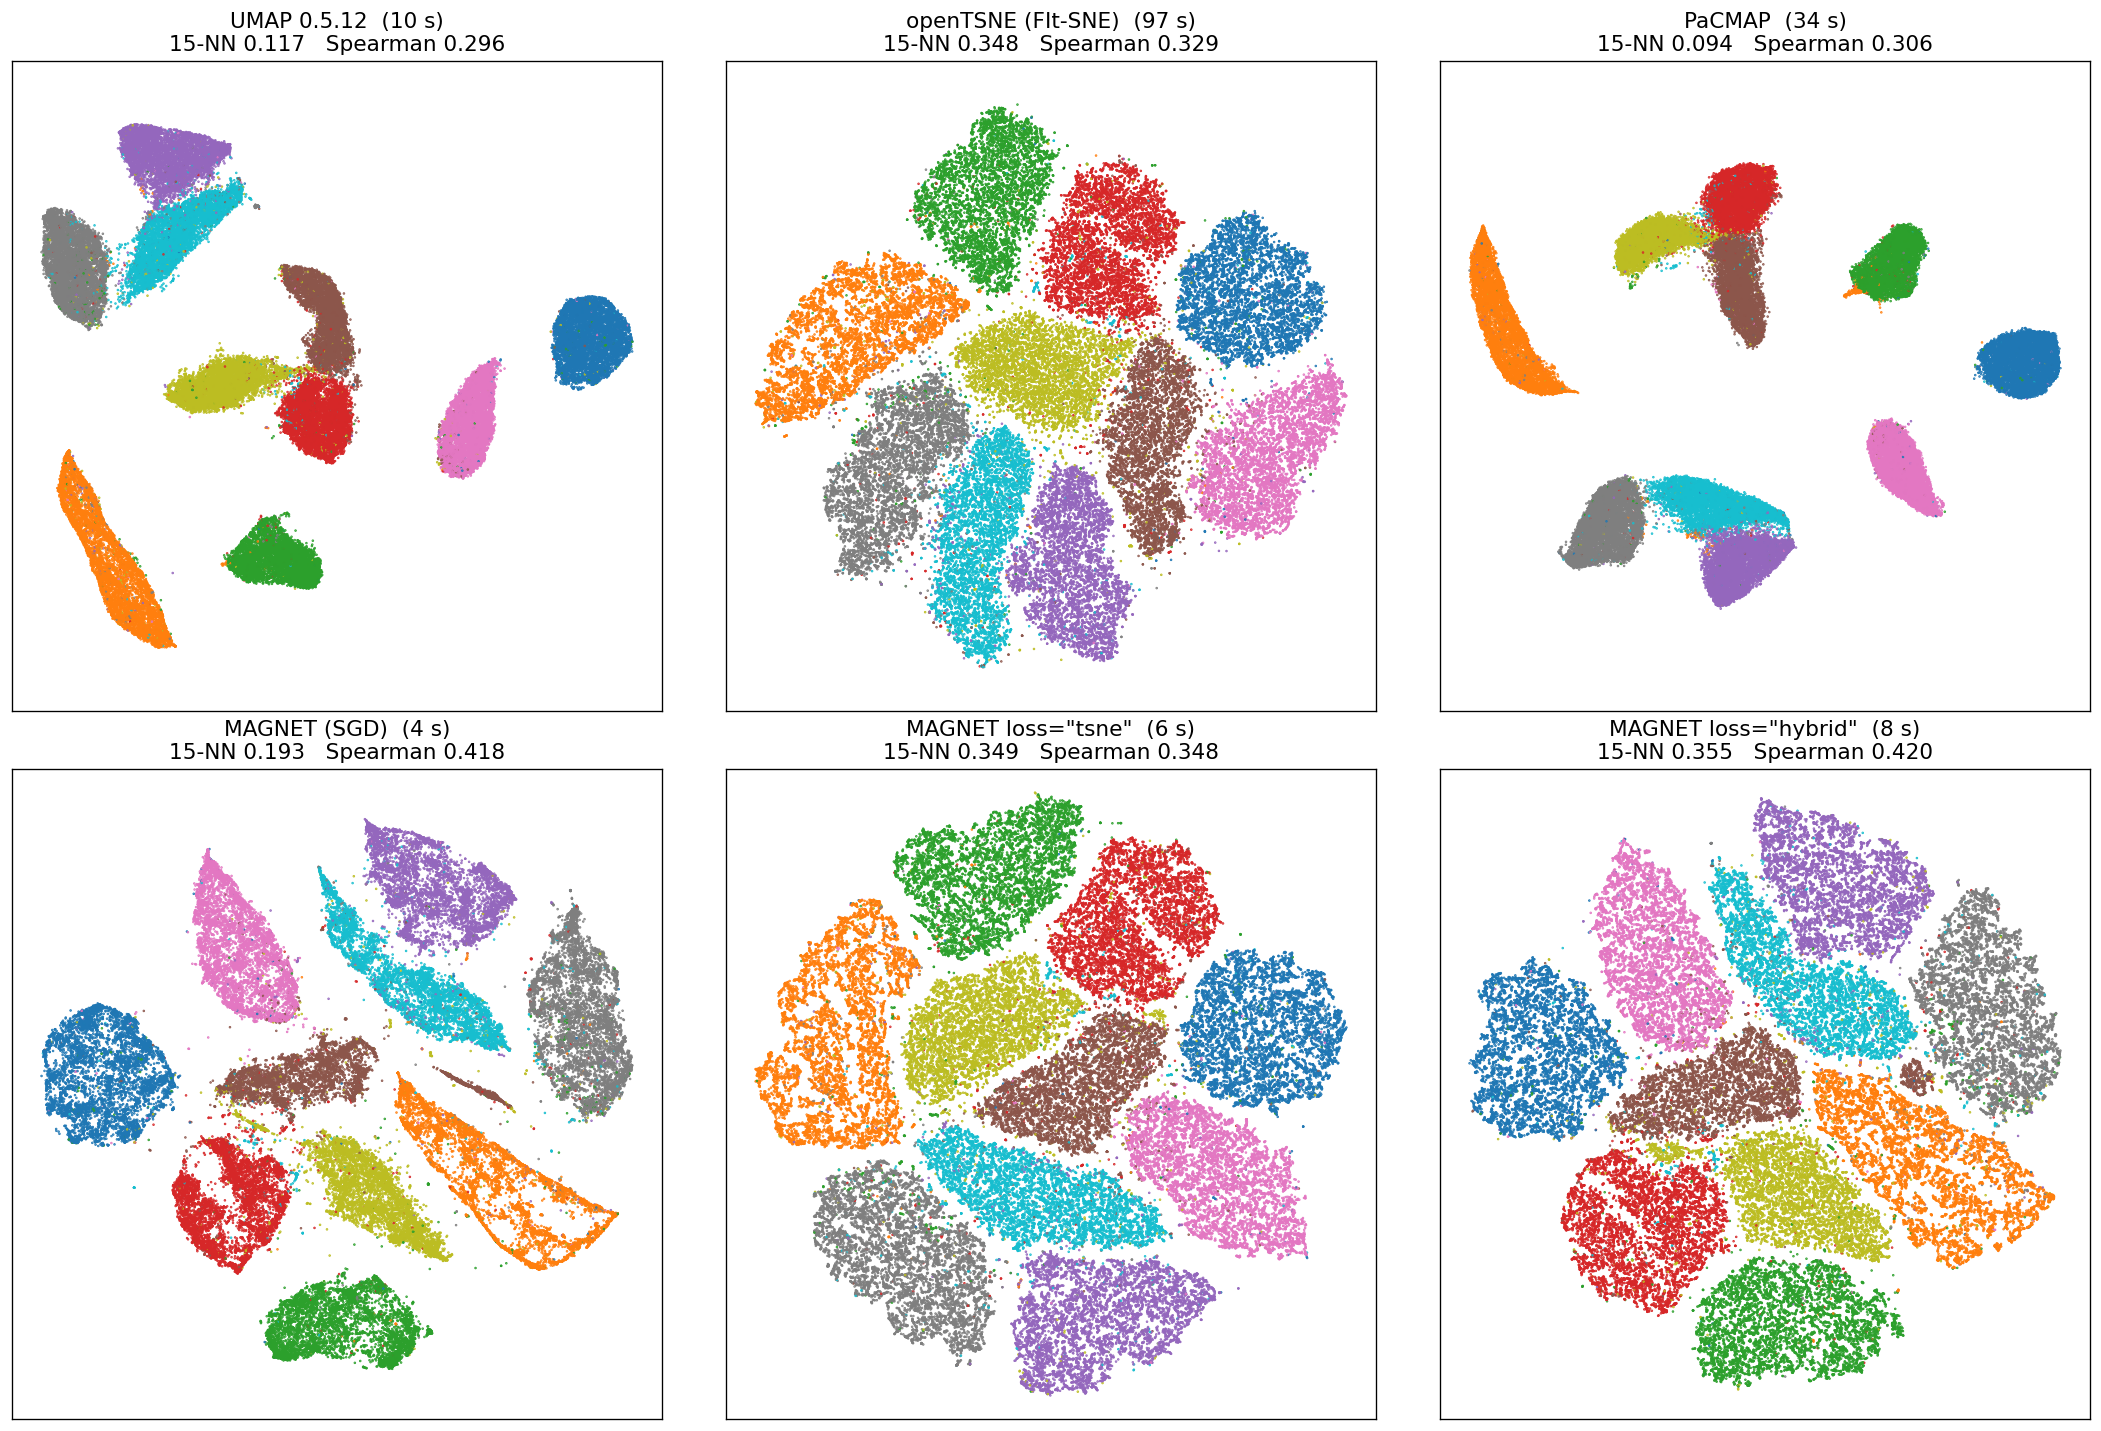 UMAP 0.5.12  (10 s)
15-NN 0.117   Spearman 0.296
openTSNE (FIt-SNE)  (97 s)
15-NN 0.348   Spearman 0.329
PaCMAP  (34 s)
15-NN 0.094   Spearman 0.306
MAGNET (SGD)  (4 s)
15-NN 0.193   Spearman 0.418
MAGNET loss="tsne"  (6 s)
15-NN 0.349   Spearman 0.348
MAGNET loss="hybrid"  (8 s)
15-NN 0.355   Spearman 0.420